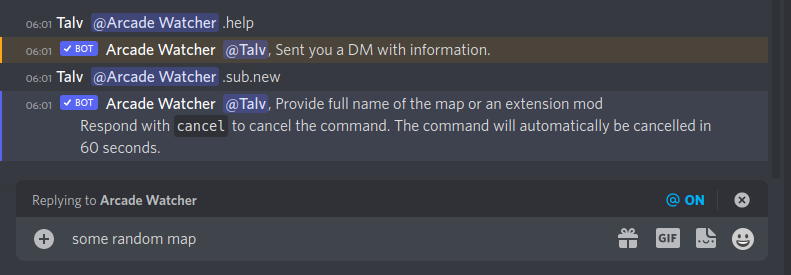 06:01 Talv @Arcade Watcher .help
06:01 BOT Arcade Watcher @Talv, Sent you a DM with information.
06:01 Talv @Arcade Watcher .sub.new
06:01 BOT Arcade Watcher @Talv, Provide full name of the map or an extension mod
Respond with cancel to cancel the command. The command will automatically be cancelled in
60 seconds.
Replying to Arcade Watcher @ ON
some random map GIF